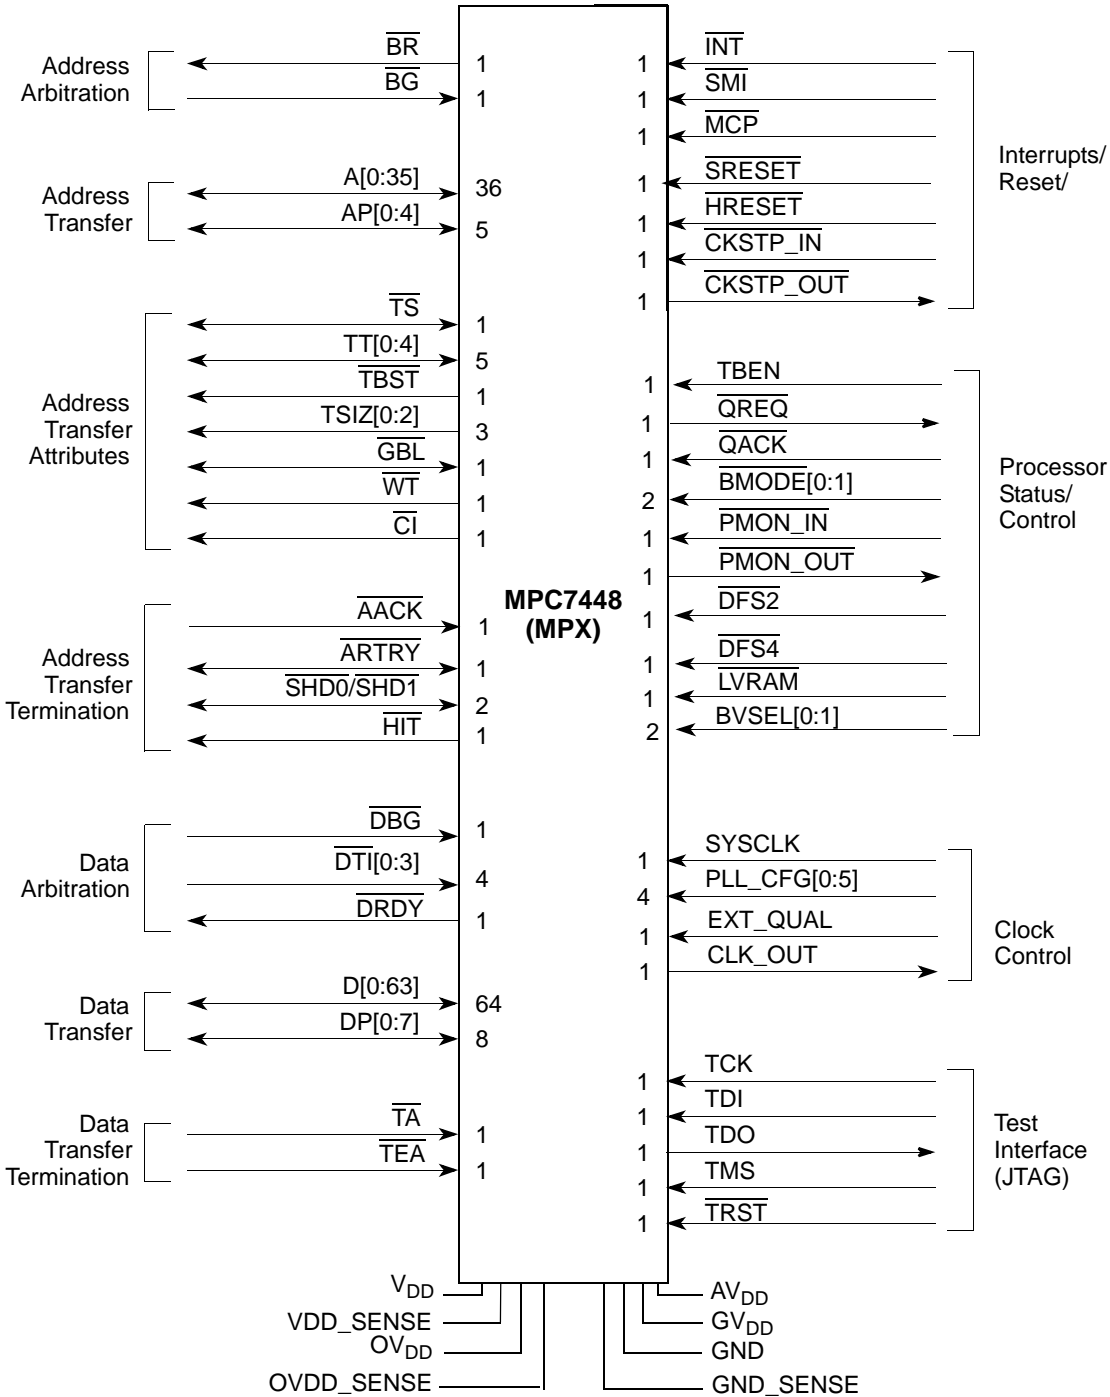 Address
Arbitration
BR
1
BG
1
Address
Transfer
A[0:35]
36
AP[0:4]
5
Address
Transfer
Attributes
TS
1
TT[0:4]
5
TBST
1
TSIZ[0:2]
3
GBL
1
WT
1
CI
1
Address
Transfer
Termination
AACK
1
ARTRY
1
SHD0/SHD1
2
HIT
1
Data
Arbitration
DBG
1
DTI[0:3]
4
DRDY
1
Data
Transfer
D[0:63]
64
DP[0:7]
8
Data
Transfer
Termination
TA
1
TEA
1
MPC7448
(MPX)
1
INT
1
SMI
1
MCP
1
SRESET
1
HRESET
1
CKSTP_IN
1
CKSTP_OUT
Interrupts/
Reset/
1
TBEN
1
QREQ
1
QACK
2
BMODE[0:1]
1
PMON_IN
1
PMON_OUT
1
DFS2
1
DFS4
1
LVRAM
2
BVSEL[0:1]
Processor
Status/
Control
1
SYSCLK
4
PLL_CFG[0:5]
1
EXT_QUAL
1
CLK_OUT
Clock
Control
1
TCK
1
TDI
1
TDO
1
TMS
1
TRST
Test
Interface
(JTAG)
VDD
VDD_SENSE
OVDD
OVDD_SENSE
AVDD
GVDD
GND
GND_SENSE